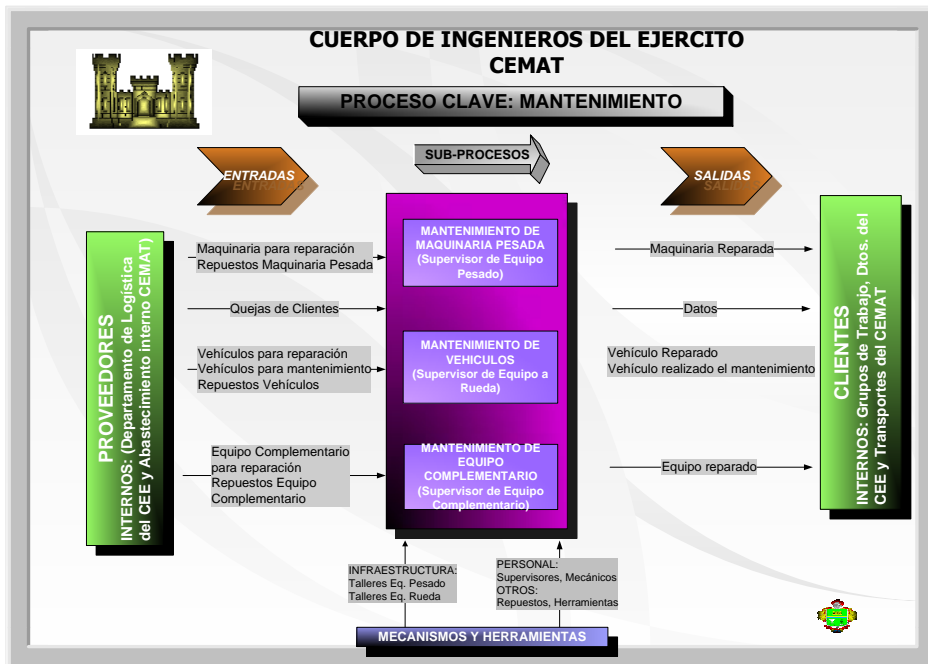 CUERPO DE INGENIEROS DEL EJERCITO
CEMAT
PROCESO CLAVE: MANTENIMIENTO
ENTRADAS
SUB-PROCESOS
SALIDAS
PROVEEDORES
INTERNOS: (Departamento de Logística
del CEE y Abastecimiento interno CEMAT)
Maquinaria para reparación
Repuestos Maquinaria Pesada
Quejas de Clientes
Vehículos para reparación
Vehículos para mantenimiento
Repuestos Vehículos
Equipo Complementario
para reparación
Repuestos Equipo
Complementario
MANTENIMIENTO DE
MAQUINARIA PESADA
(Supervisor de Equipo
Pesado)
MANTENIMIENTO DE
VEHICULOS
(Supervisor de Equipo a
Rueda)
MANTENIMIENTO DE
EQUIPO
COMPLEMENTARIO
(Supervisor de Equipo
Complementario)
Maquinaria Reparada
Datos
Vehículo Reparado
Vehículo realizado el mantenimiento
Equipo reparado
CLIENTES
INTERNOS: Grupos de Trabajo, Dtos. del
CEE y Transportes del CEMAT
INFRAESTRUCTURA:
Talleres Eq. Pesado
Talleres Eq. Rueda
PERSONAL:
Supervisores, Mecánicos
OTROS:
Repuestos, Herramientas
MECANISMOS Y HERRAMIENTAS